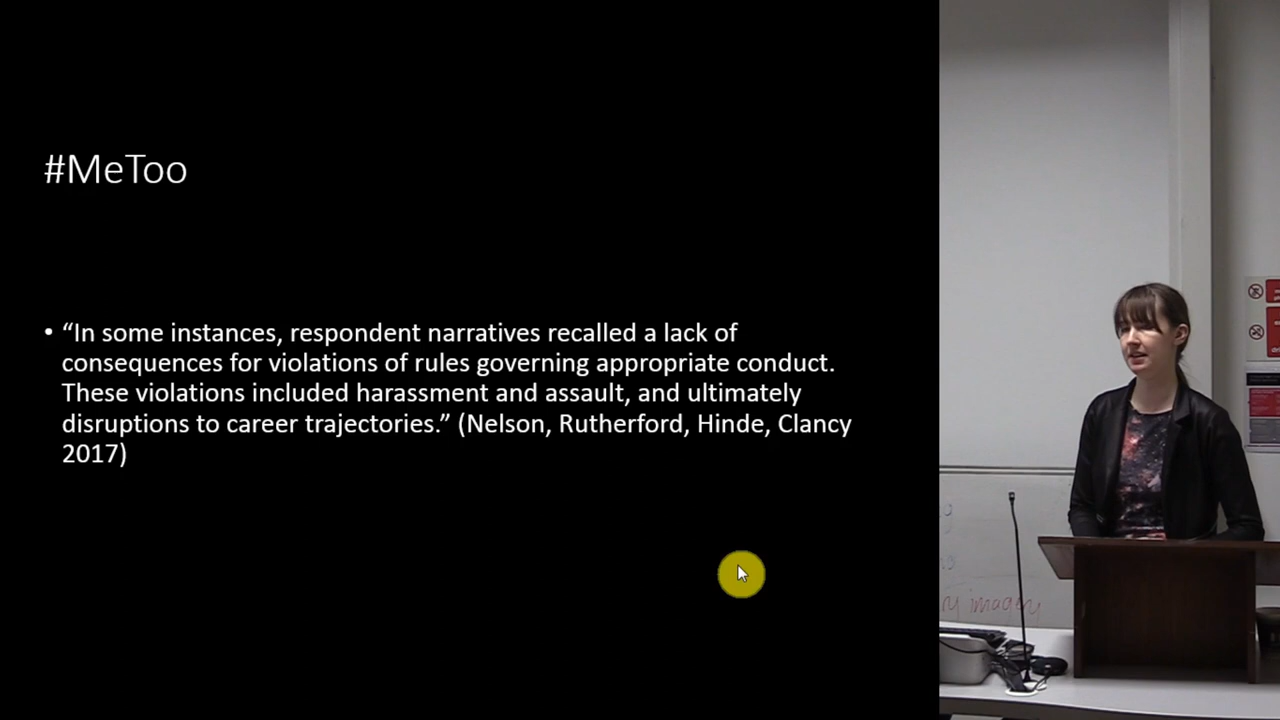 #MeToo
• “In some instances, respondent narratives recalled a lack of
consequences for violations of rules governing appropriate conduct.
These violations included harassment and assault, and ultimately
disruptions to career trajectories.” (Nelson, Rutherford, Hinde, Clancy
2017)
imagery